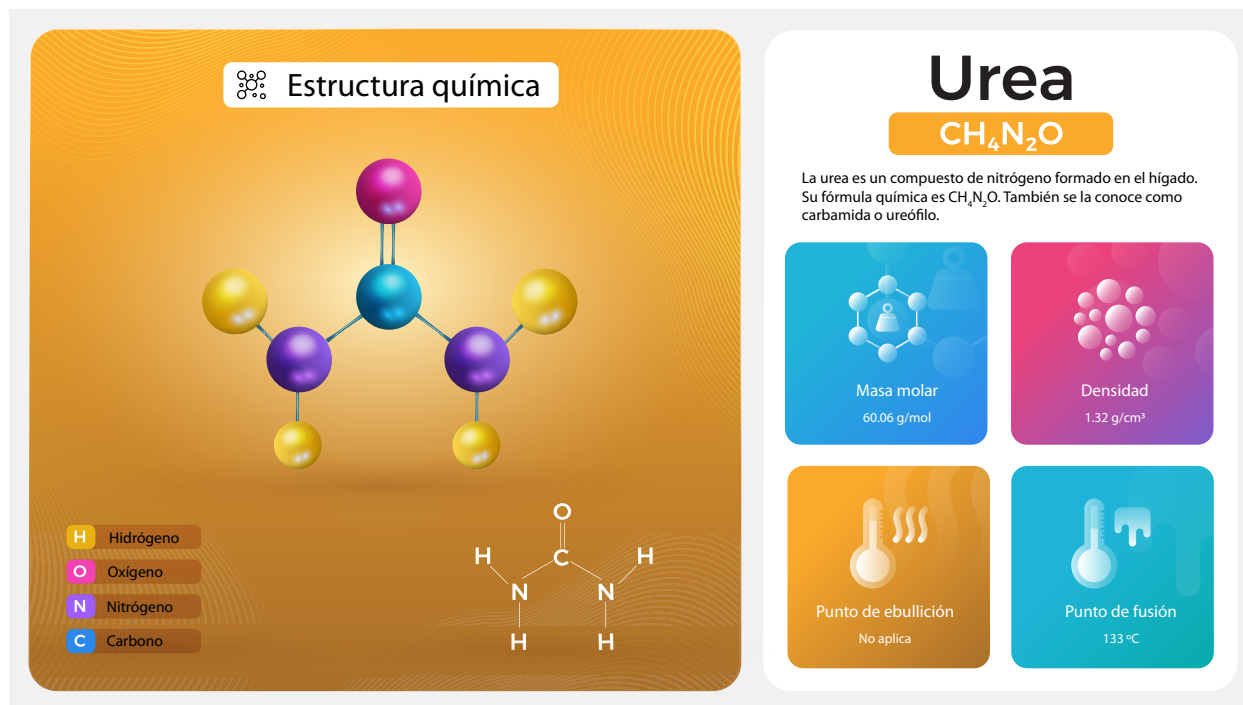 Estructura química
H Hidrógeno
O Oxígeno
N Nitrógeno
C Carbono
O
H C H
N N
H H
Urea
CH₄N₂O
La urea es un compuesto de nitrógeno formado en el hígado.
Su fórmula química es CH₄N₂O. También se la conoce como
carbamida o ureófilo.
Masa molar
60.06 g/mol
Densidad
1.32 g/cm³
Punto de ebullición
No aplica
Punto de fusión
133 ºC